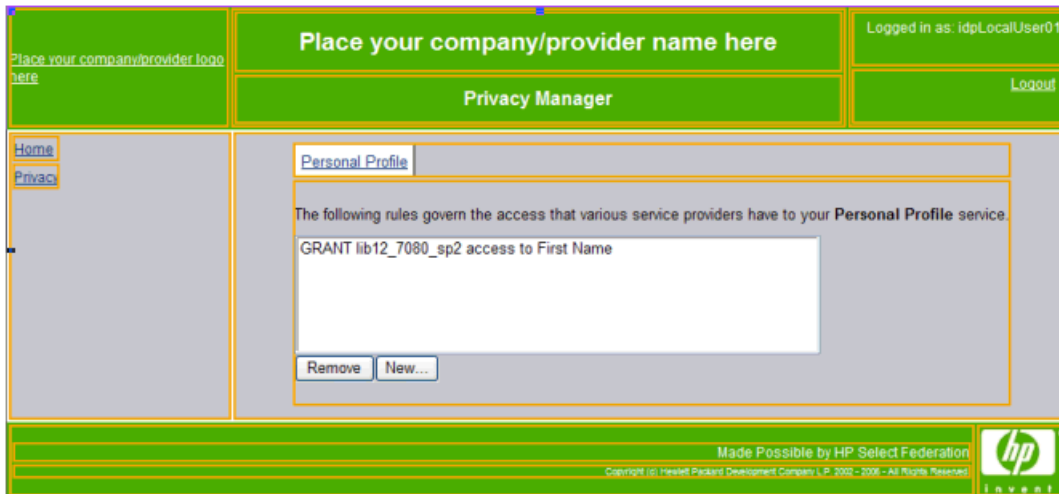 Place your company/provider logo
here
Place your company/provider name here
Privacy Manager
Logged in as: idpLocalUser01
Logout
Home
Privacy
Personal Profile
The following rules govern the access that various service providers have to your Personal Profile service.
GRANT lib12_7080_sp2 access to First Name
Remove
New...
Made Possible by HP Select Federation
Copyright (c) Hewlett Packard Development Company L.P. 2002 - 2006 - All Rights Reserved
hp
invent